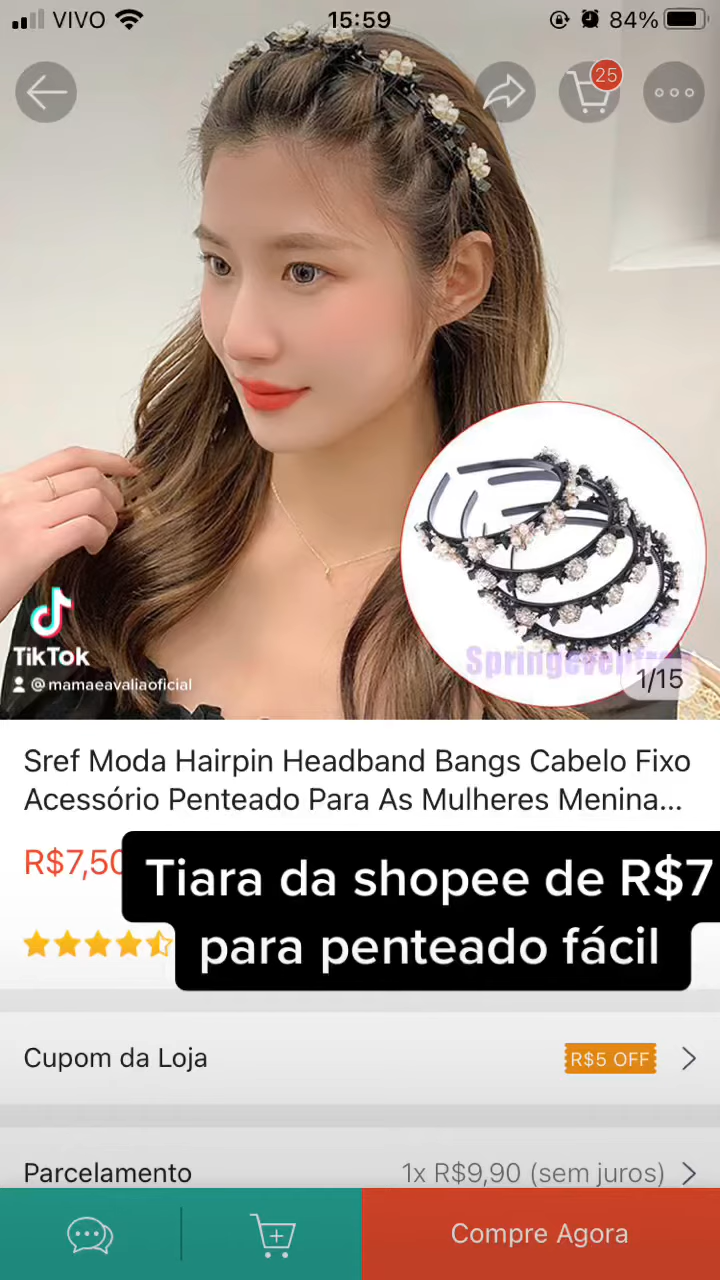 VIVO
15:59
84%
25
TikTok
@mamaeavaliaoficial
1/15
Sref Moda Hairpin Headband Bangs Cabelo Fixo
Acessório Penteado Para As Mulheres Menina...
R$7,50
Tiara da shopee de R$7
para penteado fácil
Cupom da Loja
R$5 OFF
Parcelamento
1x R$9,90 (sem juros)
Compre Agora